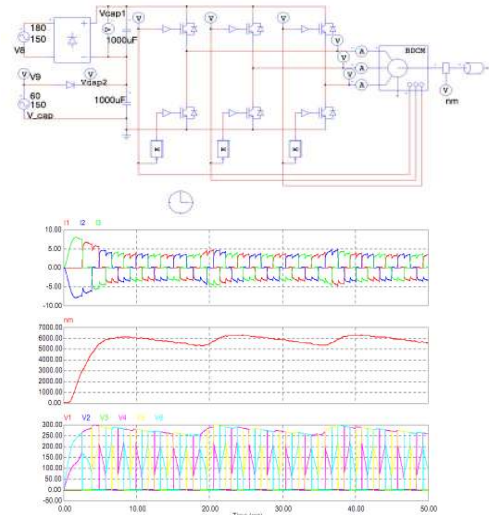 Vcap1
180
150
V8
1000uF
V9
Vcap2
60
150
V_cap
1000uF
V V V V V V V V
A A A
BDCM
V
nm
K K K
I1 I2 I3
10.00
5.00
0.00
-5.00
-10.00
nm
7000.00
6000.00
5000.00
4000.00
3000.00
2000.00
1000.00
0.00
V1 V2 V3 V4 V5 V6
300.00
250.00
200.00
150.00
100.00
50.00
0.00
-50.00
0.00 10.00 20.00 30.00 40.00 50.00